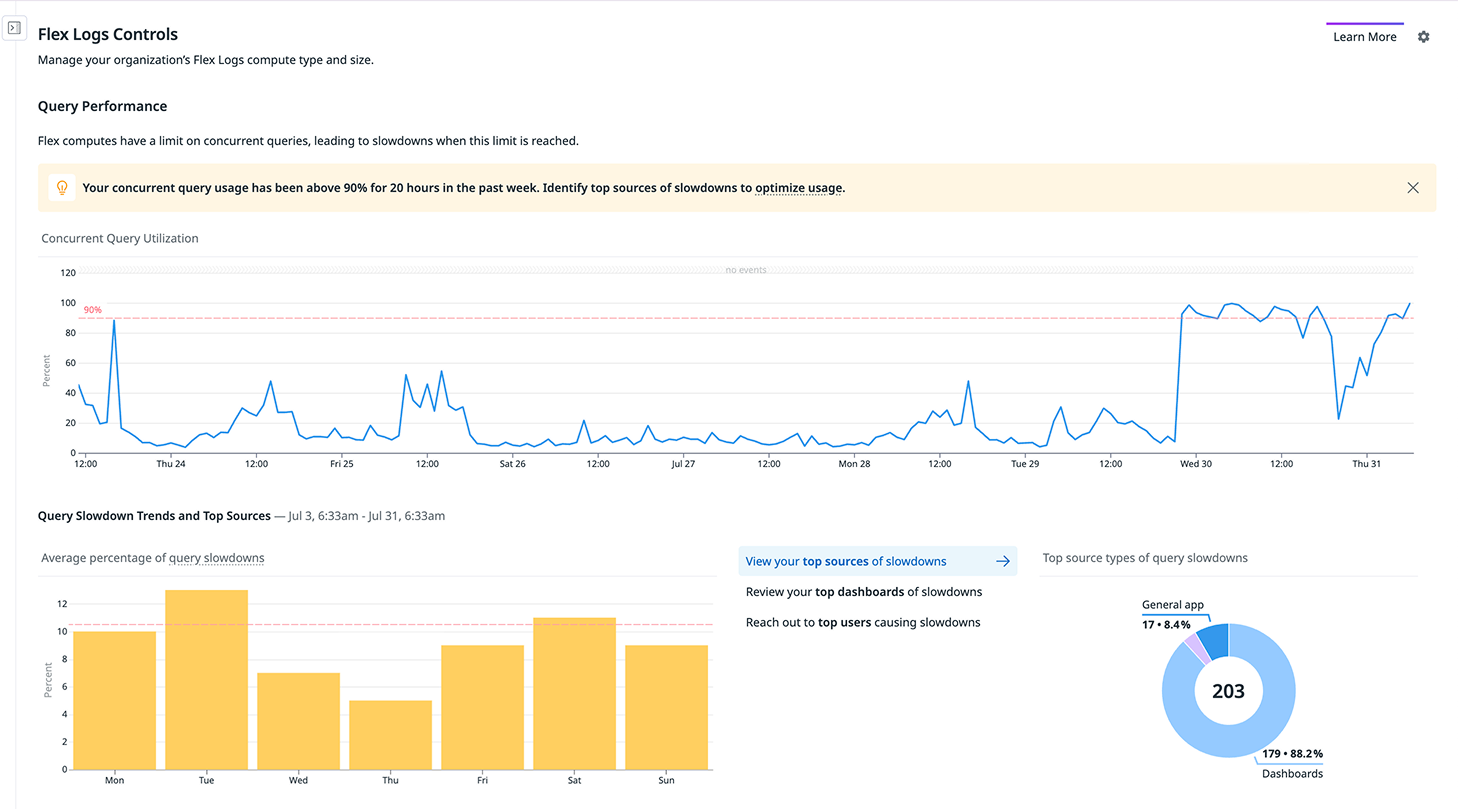 Flex Logs Controls
Learn More
Manage your organization’s Flex Logs compute type and size.
Query Performance
Flex computes have a limit on concurrent queries, leading to slowdowns when this limit is reached.
Your concurrent query usage has been above 90% for 20 hours in the past week. Identify top sources of slowdowns to optimize usage.
Concurrent Query Utilization
no events
120
100
90%
80
60
40
20
0
Percent
12:00 Thu 24 12:00 Fri 25 12:00 Sat 26 12:00 Jul 27 12:00 Mon 28 12:00 Tue 29 12:00 Wed 30 12:00 Thu 31
Query Slowdown Trends and Top Sources — Jul 3, 6:33am - Jul 31, 6:33am
Average percentage of query slowdowns
12
10
8
6
4
2
0
Percent
Mon Tue Wed Thu Fri Sat Sun
View your top sources of slowdowns
Review your top dashboards of slowdowns
Reach out to top users causing slowdowns
Top source types of query slowdowns
General app
17 • 8.4%
203
179 • 88.2%
Dashboards